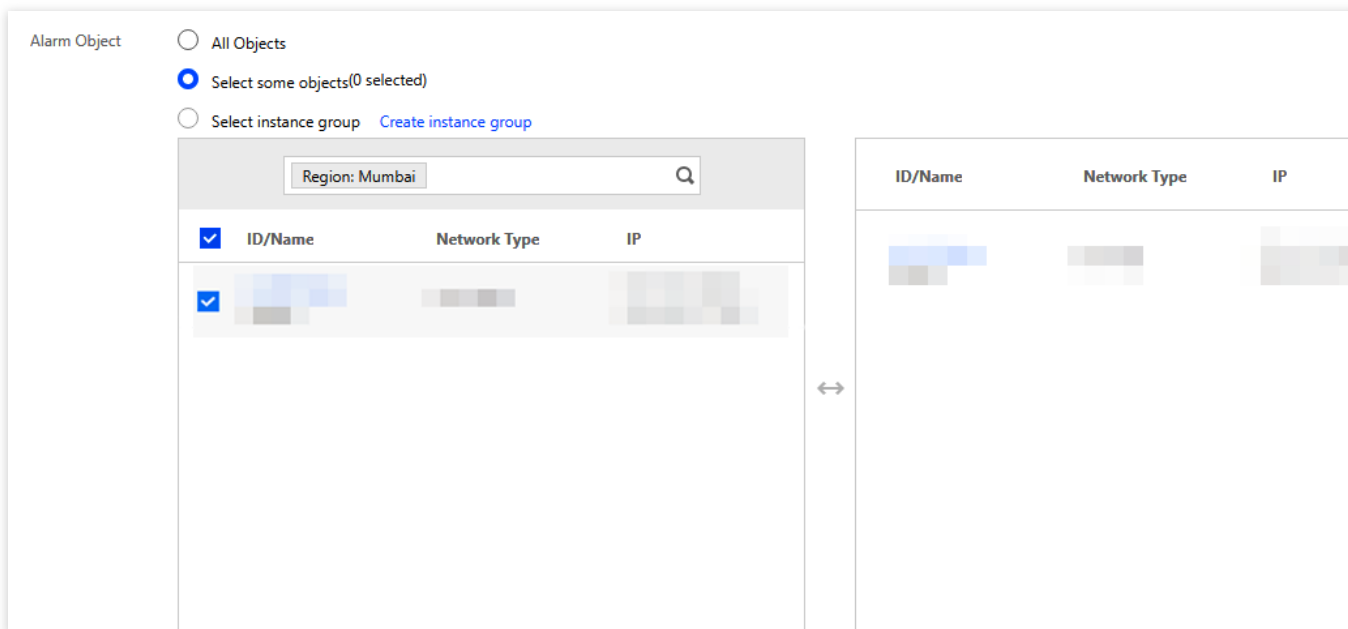 Alarm Object
All Objects
Select some objects(0 selected)
Select instance group Create instance group
Region: Mumbai
ID/Name Network Type IP
ID/Name Network Type IP